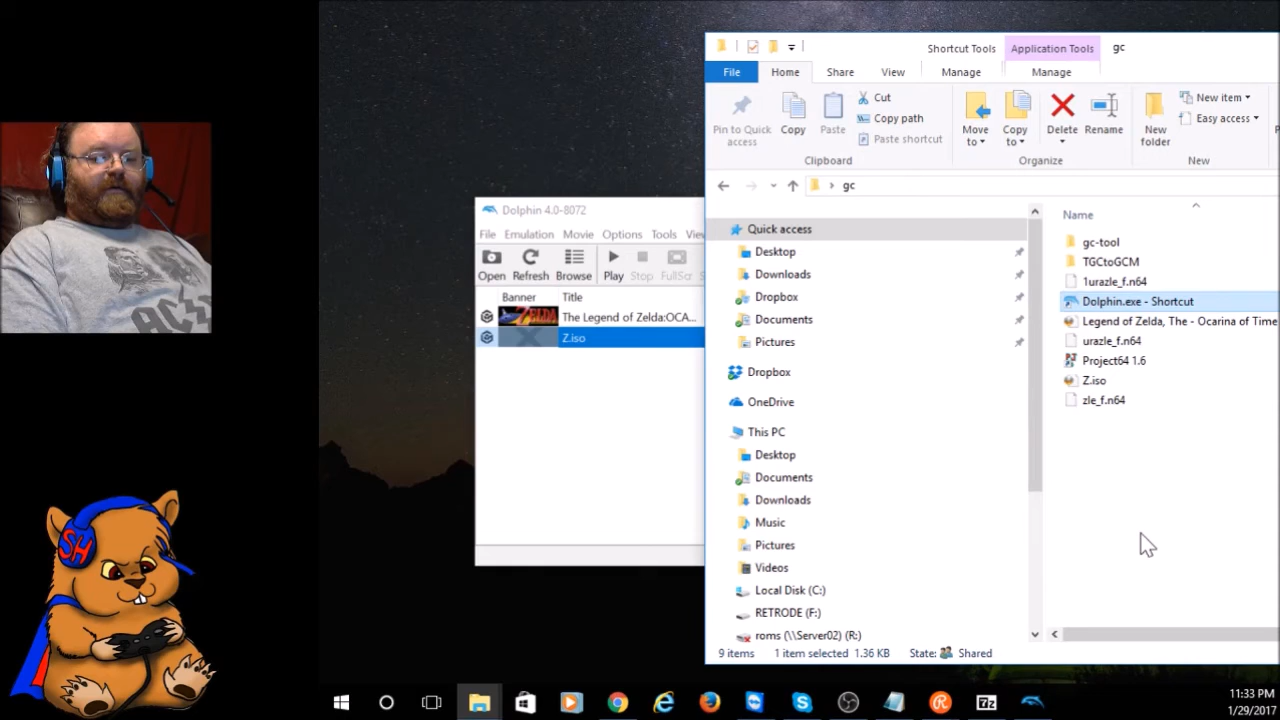 Shortcut Tools Application Tools gc
File Home Share View Manage Manage
Pin to Quick access
Copy
Paste
Cut
Copy path
Paste shortcut
Clipboard
Move to
Copy to
Delete
Rename
Organize
New folder
New item
Easy access
New
gc
Quick access
Desktop
Downloads
Dropbox
Documents
Pictures
Dropbox
OneDrive
This PC
Desktop
Documents
Downloads
Music
Pictures
Videos
Local Disk (C:)
RETRODE (F:)
roms (\\Server02) (R:)
Name
gc-tool
TGCtoGCM
1urazle_f.n64
Dolphin.exe - Shortcut
Legend of Zelda, The - Ocarina of Time
urazle_f.n64
Project64 1.6
Z.iso
zle_f.n64
9 items 1 item selected 1.36 KB State: Shared
Dolphin 4.0-8072
File Emulation Movie Options Tools
Open Refresh Browse Play Stop FullScr
Banner Title
ZELDA The Legend of Zelda:OCA...
Z.iso
SH
11:33 PM
1/29/2017